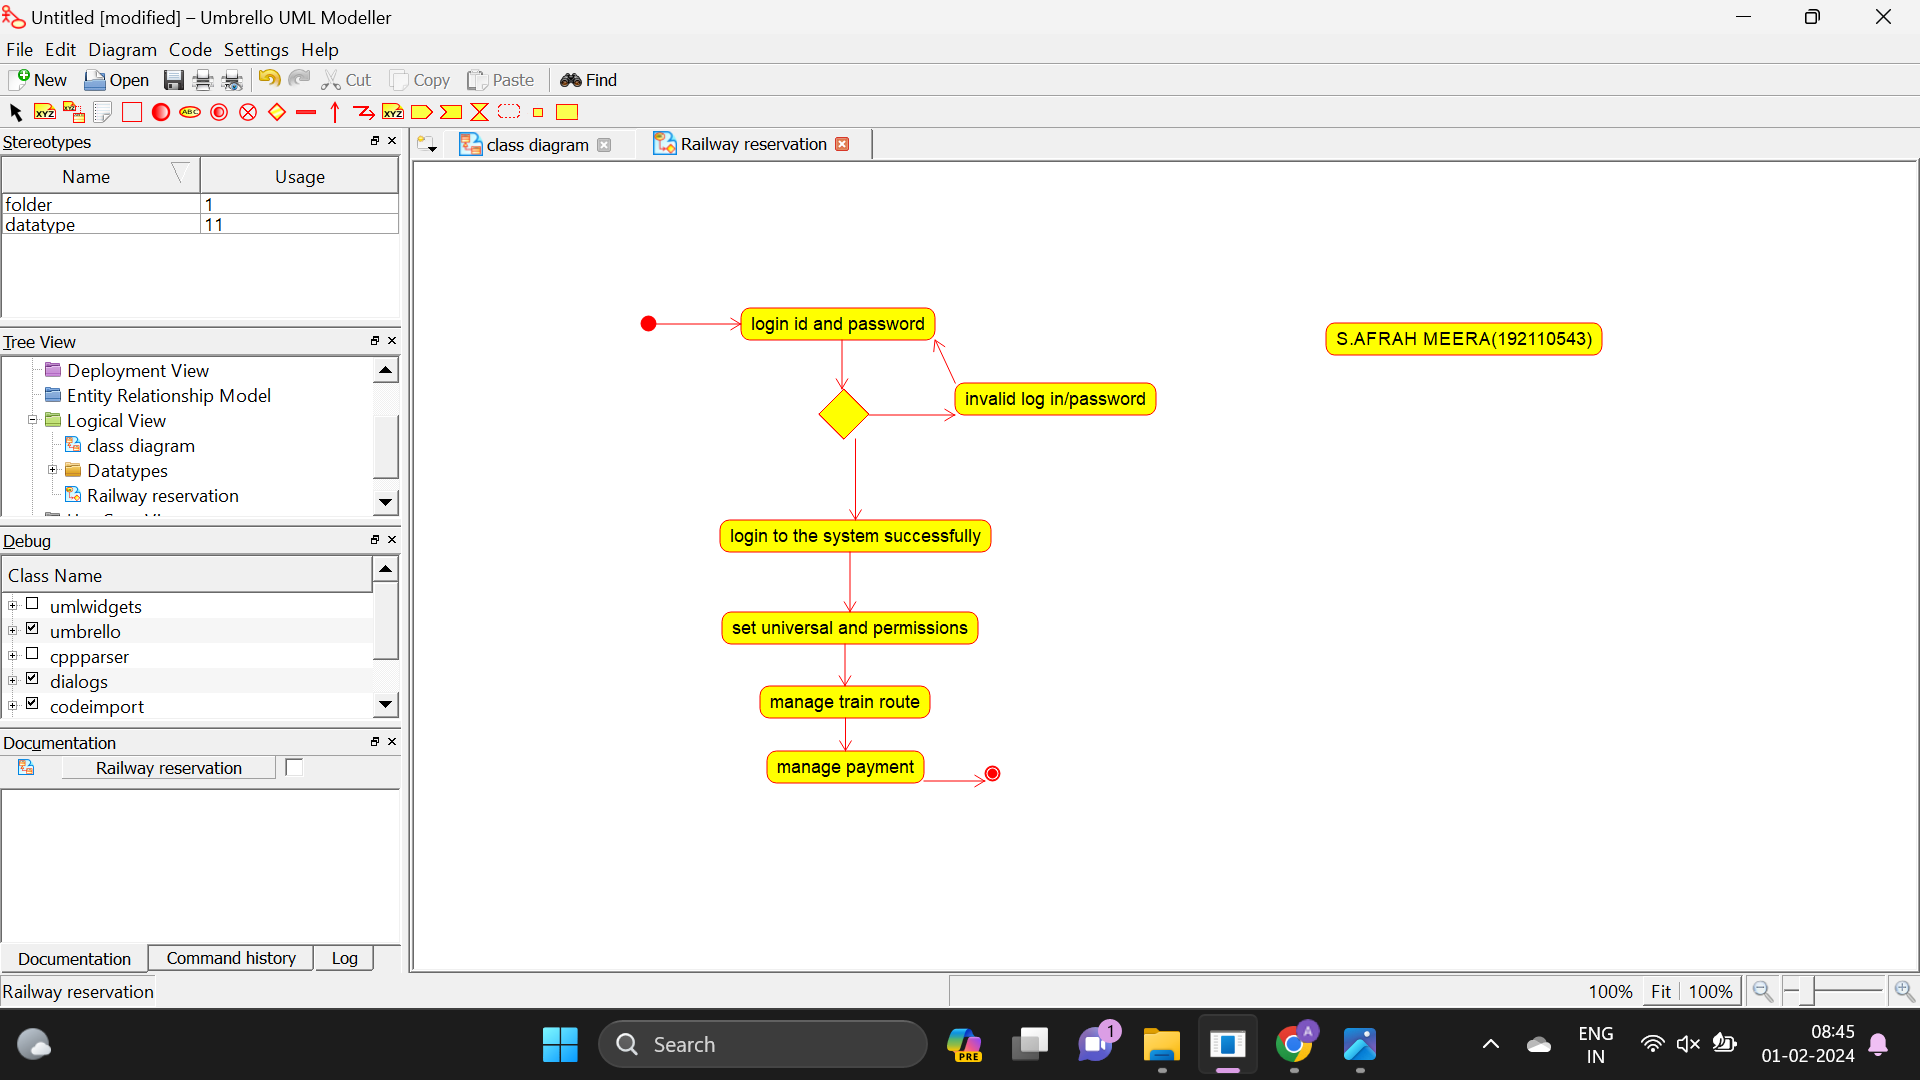 Untitled [modified] – Umbrello UML Modeller
File Edit Diagram Code Settings Help
New Open Cut Copy Paste Find
Stereotypes
class diagram Railway reservation
Name Usage
folder 1
datatype 11
Tree View
Deployment View
Entity Relationship Model
Logical View
class diagram
Datatypes
Railway reservation
Debug
Class Name
umlwidgets
umbrello
cppparser
dialogs
codeimport
Documentation
Railway reservation
Documentation Command history Log
login id and password
S.AFRAH MEERA(192110543)
invalid log in/password
login to the system successfully
set universal and permissions
manage train route
manage payment
Railway reservation
100% Fit 100%
Search
PRE
1
A
ENG
IN
08:45
01-02-2024